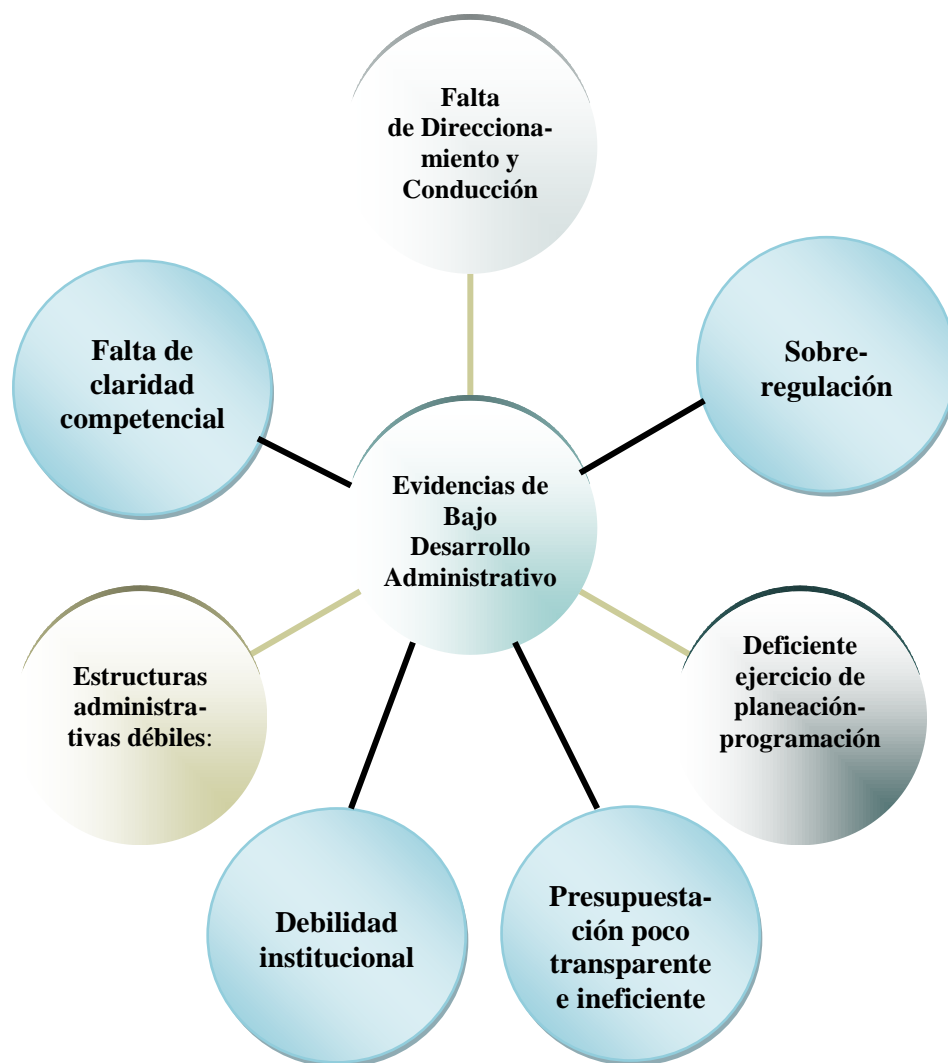 Falta
de Direcciona-
miento y
Conducción
Falta de
claridad
competencial
Sobre-
regulación
Evidencias de
Bajo
Desarrollo
Administrativo
Estructuras
administra-
tivas débiles:
Deficiente
ejercicio de
planeación-
programación
Debilidad
institucional
Presupuesta-
ción poco
transparente
e ineficiente